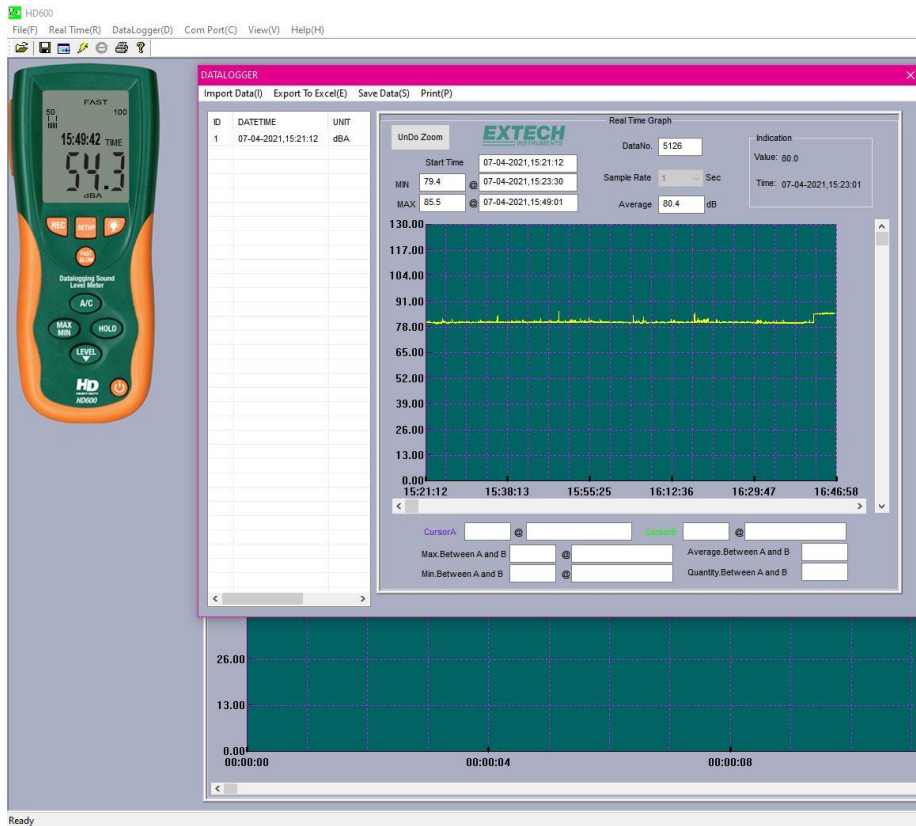 HD600
File(F) Real Time(R) DataLogger(D) Com Port(C) View(V) Help(H)
FAST
50 100
15:49:42 TIME
54.3
dBA
REC SETUP
FAST SLOW
Datalogging Sound
Level Meter
A/C
MAX
MIN
HOLD
LEVEL
HD
HEAVY DUTY
HD600
DATALOGGER
Import Data(I) Export To Excel(E) Save Data(S) Print(P)
ID DATETIME UNIT
1 07-04-2021,15:21:12 dBA
Real Time Graph
UnDo Zoom
EXTECH
INSTRUMENTS
DataNo. 5126
Indication
Value: 80.0
Time: 07-04-2021,15:23:01
Start Time 07-04-2021,15:21:12
MIN 79.4 @ 07-04-2021,15:23:30
Sample Rate 1 Sec
MAX 85.5 @ 07-04-2021,15:49:01
Average 80.4 dB
130.00
117.00
104.00
91.00
78.00
65.00
52.00
39.00
26.00
13.00
0.00
15:21:12 15:38:13 15:55:25 16:12:36 16:29:47 16:46:58
CursorA @ CursorB @
Max.Between A and B @ Average.Between A and B
Min.Between A and B @ Quantity.Between A and B
26.00
13.00
0.00
00:00:00 00:00:04 00:00:08
Ready